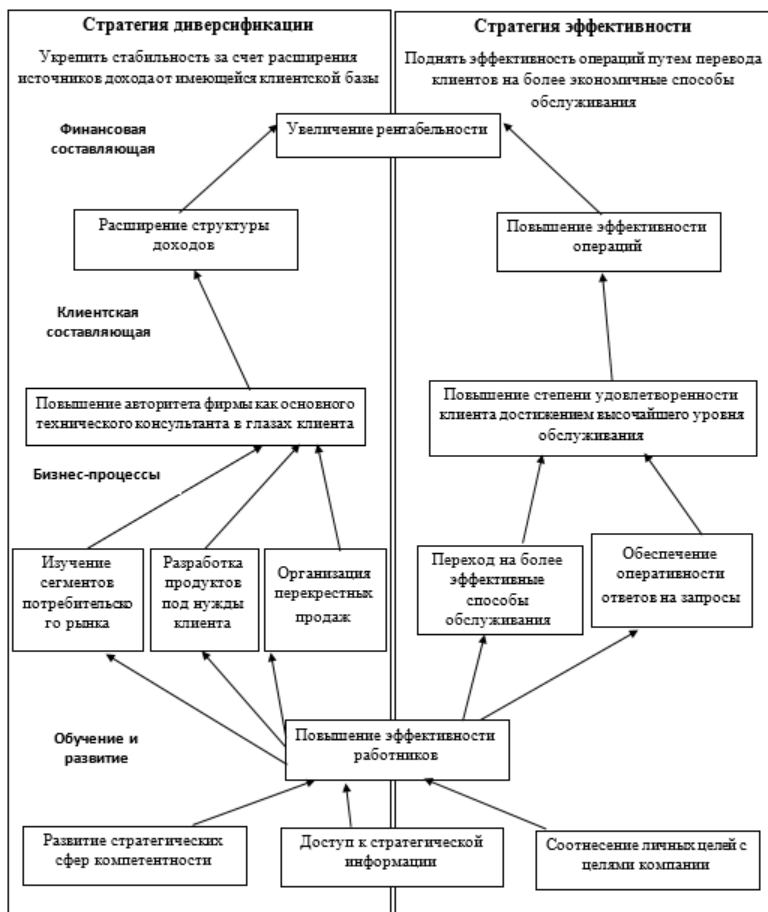 Стратегия диверсификации
Укрепить стабильность за счет расширения
источников дохода от имеющейся клиентской базы
Стратегия эффективности
Поднять эффективность операций путем перевода
клиентов на более экономичные способы
обслуживания
Финансовая
составляющая
Увеличение рентабельности
Расширение структуры
доходов
Повышение эффективности
операций
Клиентская
составляющая
Повышение авторитета фирмы как основного
технического консультанта в глазах клиента
Повышение степени удовлетворенности
клиента достижением высочайшего уровня
обслуживания
Бизнес-процессы
Изучение
сегментов
потребительско
го рынка
Разработка
продуктов
под нужды
клиента
Организация
перекрестных
продаж
Переход на более
эффективные
способы
обслуживания
Обеспечение
оперативности
ответов на запросы
Обучение и
развитие
Повышение эффективности
работников
Развитие стратегических
сфер компетентности
Доступ к стратегической
информации
Соотнесение личных целей с
целями компании